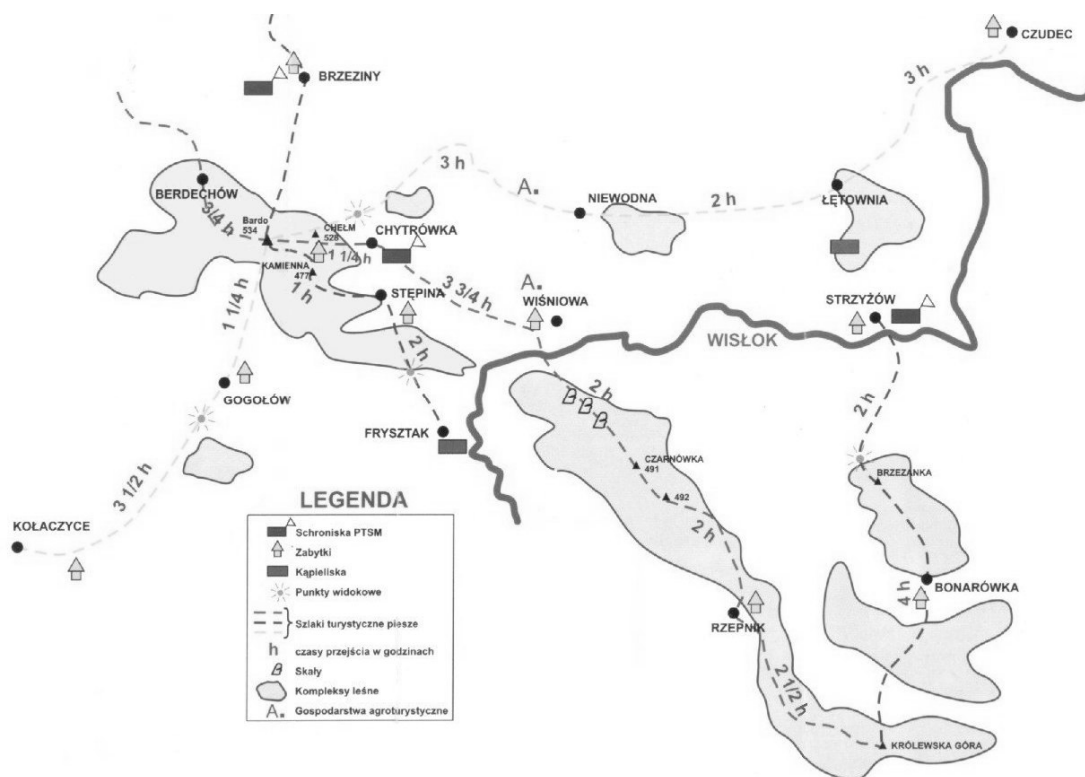 CZUDEC
BRZEZINY
3 h
3 h
BERDECHÓW
NIEWODNA
2 h
ŁĘTOWNIA
A.
3/4 h
Bardo
534
CHEŁM
528
CHYTRÓWKA
1 1/4 h
KAMIENNA
477
1 h
STĘPINA
3 3/4 h
A.
WIŚNIOWA
STRZYŻÓW
WISŁOK
1 1/4 h
2 h
GOGOŁÓW
2 h
2 h
FRYSZTAK
CZARNÓWKA
491
492
BRZEŻANKA
3 1/2 h
2 h
KOŁACZYCE
BONARÓWKA
4 h
RZEPNIK
2 1/2 h
KRÓLEWSKA GÓRA
LEGENDA
Schroniska PTSM
Zabytki
Kąpieliska
Punkty widokowe
Szlaki turystyczne piesze
h czasy przejścia w godzinach
Skały
Kompleksy leśne
A. Gospodarstwa agroturystyczne